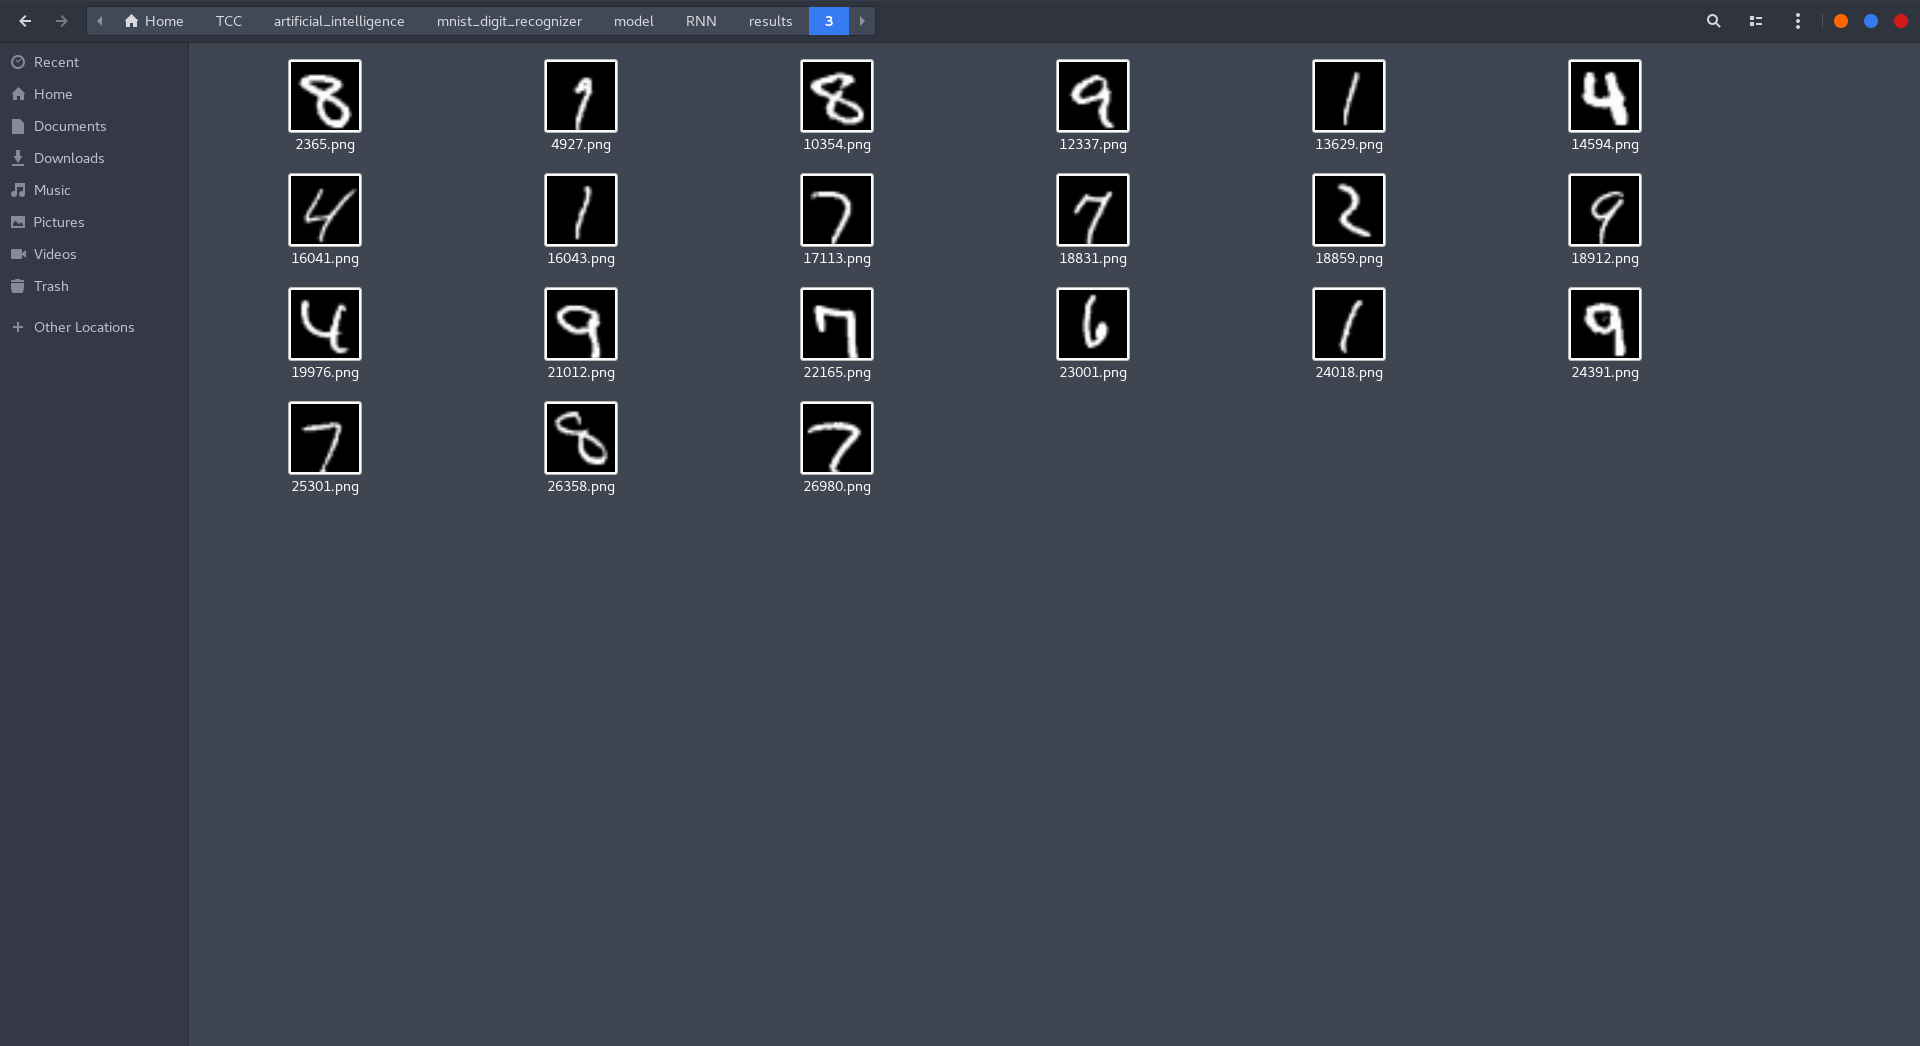 Home TCC artificial_intelligence mnist_digit_recognizer model RNN results 3
Recent
Home
Documents
Downloads
Music
Pictures
Videos
Trash
Other Locations
8 9 8 9 1 4
2365.png 4927.png 10354.png 12337.png 13629.png 14594.png
4 1 7 7 2 9
16041.png 16043.png 17113.png 18831.png 18859.png 18912.png
4 9 7 6 1 9
19976.png 21012.png 22165.png 23001.png 24018.png 24391.png
7 8 7
25301.png 26358.png 26980.png